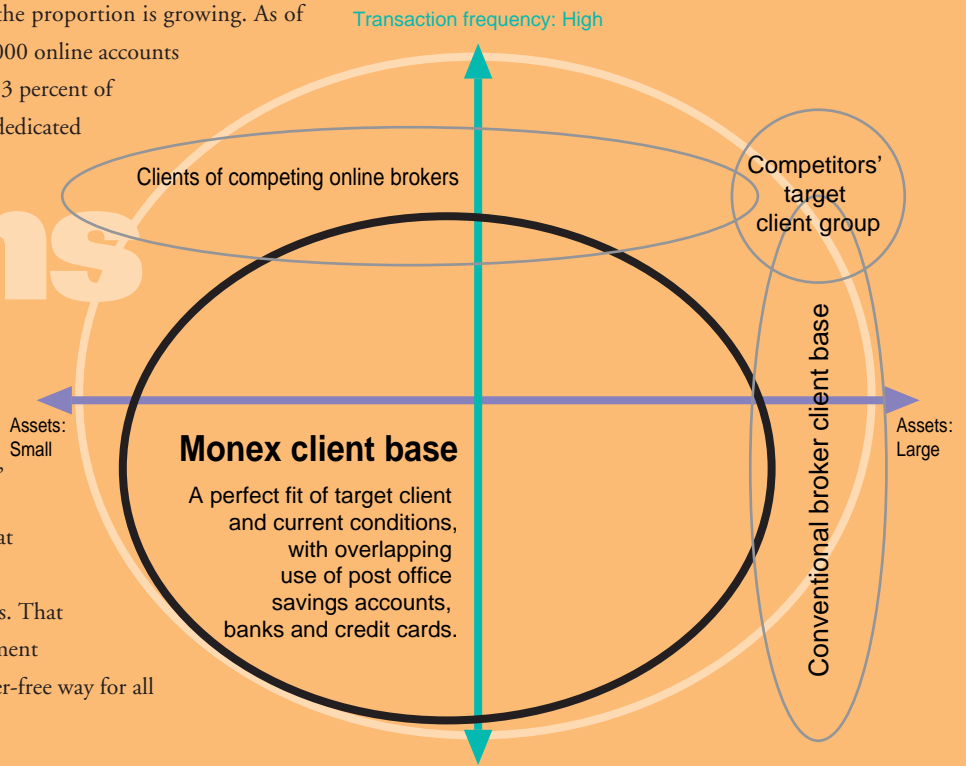 the proportion is growing. As of
000 online accounts
3 percent of
dedicated
ns
at
s. That
ment
er-free way for all
Transaction frequency: High
Clients of competing online brokers
Competitors'
target
client group
Assets:
Small
Assets:
Large
Monex client base
A perfect fit of target client
and current conditions,
with overlapping
use of post office
savings accounts,
banks and credit cards.
Conventional broker client base